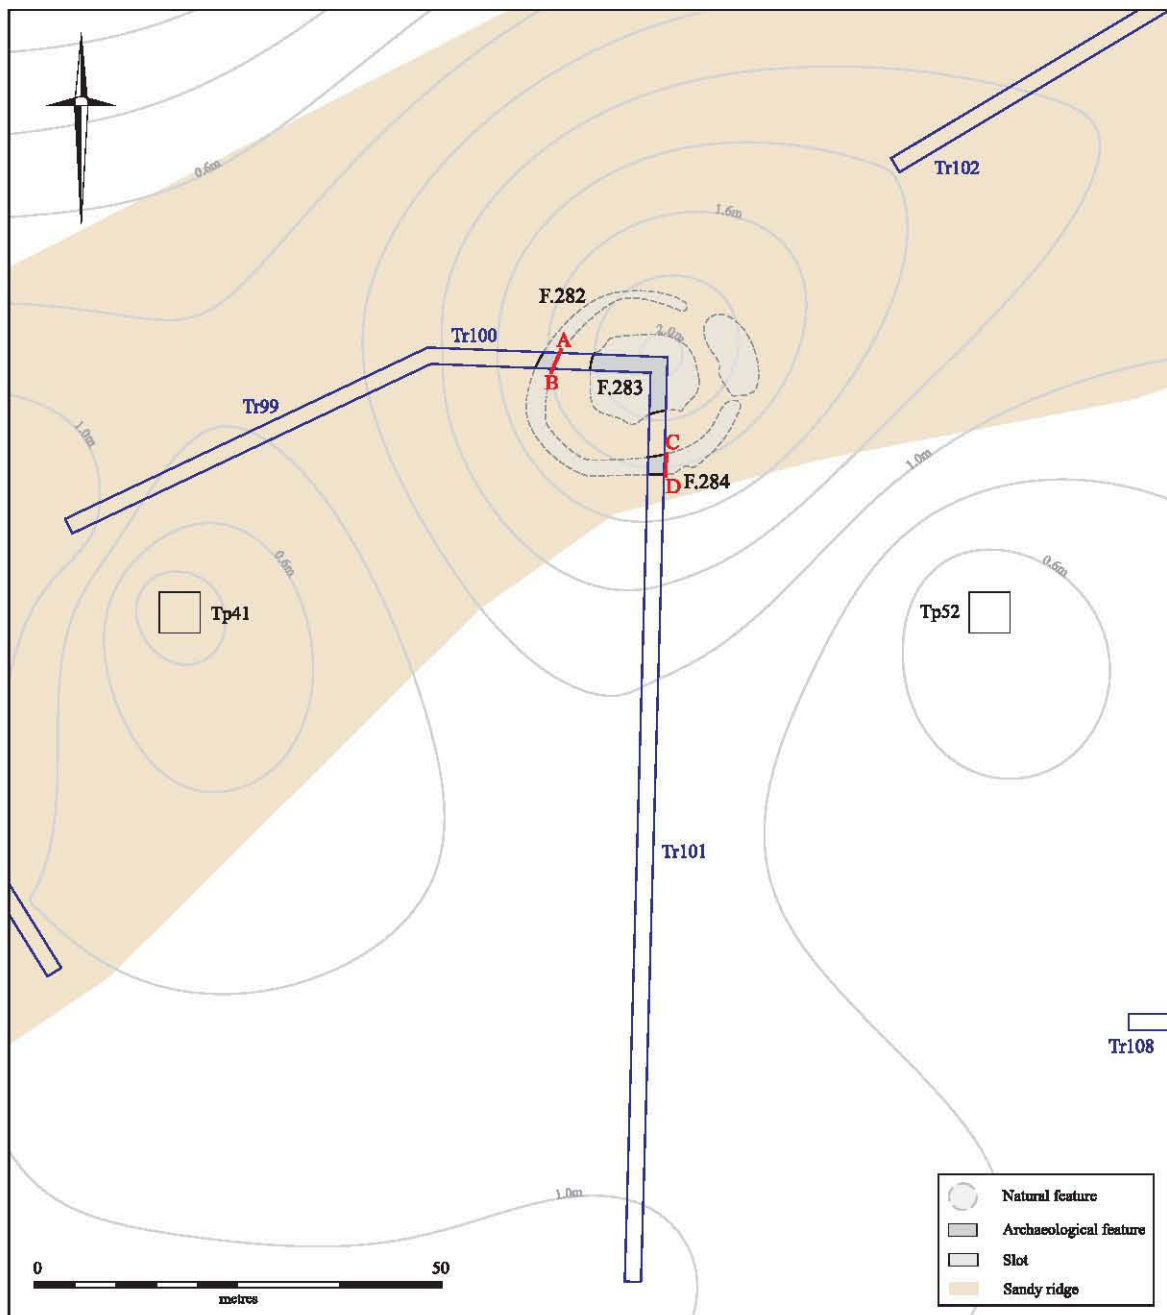 0.6m
Tr102
1.6m
F.282
2.0m
Tr100
A
B
F.283
Tr99
1.0m
C
1.0m
D
F.284
0.6m
0.6m
Tp41
Tp52
Tr101
Tr108
1.0m
Natural feature
Archaeological feature
Slot
Sandy ridge
0 50
metres